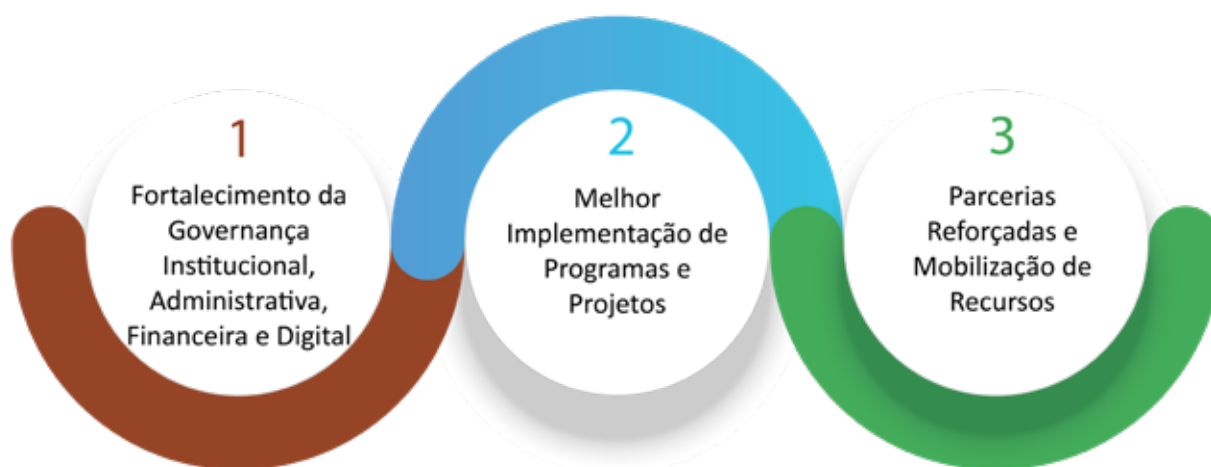 1
Fortalecimento da
Governança
Institucional,
Administrativa,
Financeira e Digital
2
Melhor
Implementação de
Programas e
Projetos
3
Parcerias
Reforçadas e
Mobilização de
Recursos